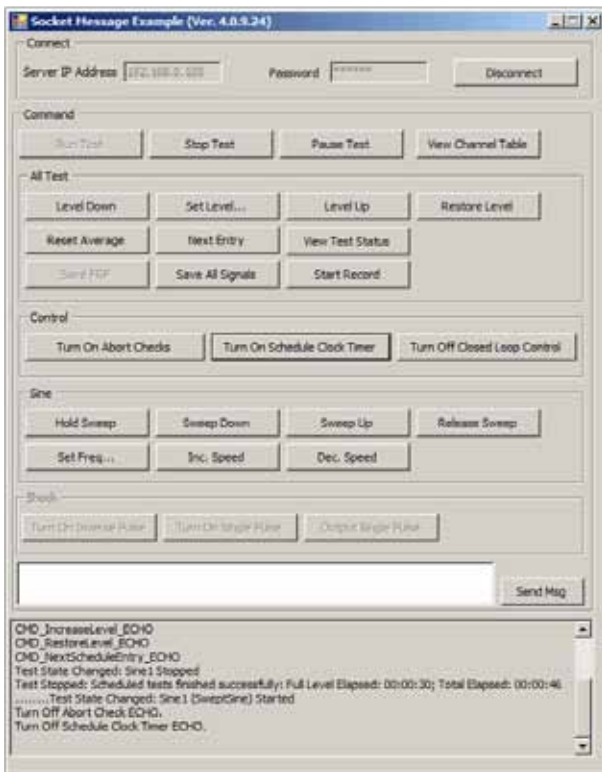 Socket Message Example (Ver. 4.0.9.24)
Connect
Server IP Address 192.168.0.100 Password ****** Disconnect
Command
Run Test Stop Test Pause Test View Channel Table
All Test
Level Down Set Level... Level Up Restore Level
Reset Average Next Entry View Test Status
Save All Signals Start Record
Control
Turn On Abort Checks Turn On Schedule Clock Timer Turn Off Closed Loop Control
Sine
Hold Sweep Sweep Down Sweep Up Release Sweep
Set Freq... Inc. Speed Dec. Speed
Shock
Turn On Inverse Pulse Turn On Single Pulse Output Single Pulse
Send Msg
CMD_IncreaseLevel_ECHO
CMD_RestoreLevel_ECHO
CMD_NextScheduleEntry_ECHO
Test State Changed: Sine1 Stopped
Test Stopped: Scheduled tests finished successfully: Full Level Elapsed: 00:00:30; Total Elapsed: 00:00:46
........Test State Changed: Sine1 (SweptSine) Started
Turn Off Abort Check ECHO.
Turn Off Schedule Clock Timer ECHO.